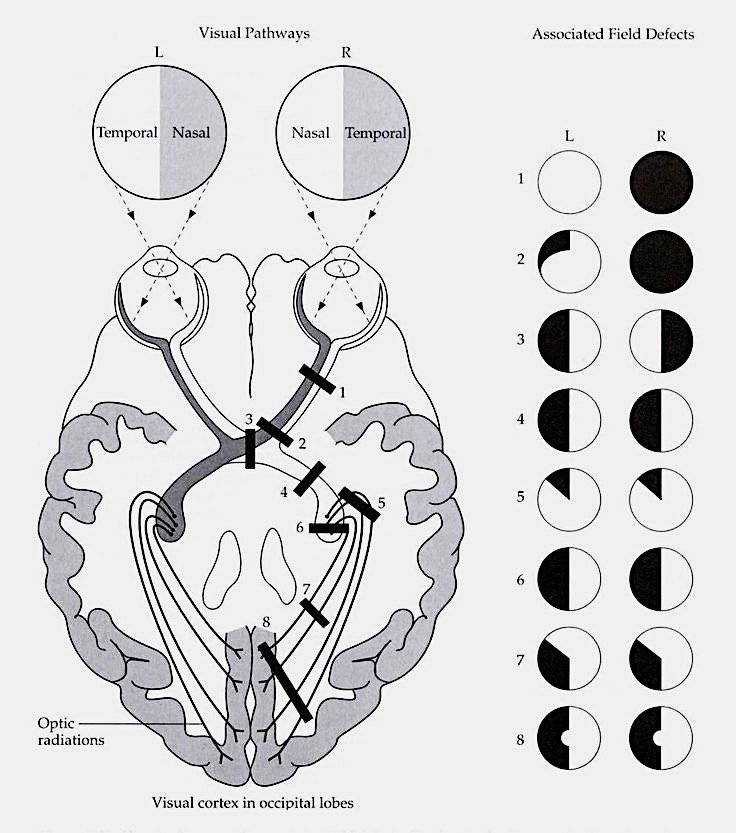 Visual Pathways
L
R
Temporal Nasal
Nasal Temporal
1
3
2
4
5
6
7
8
Optic
radiations
Visual cortex in occipital lobes
Associated Field Defects
L R
1
2
3
4
5
6
7
8